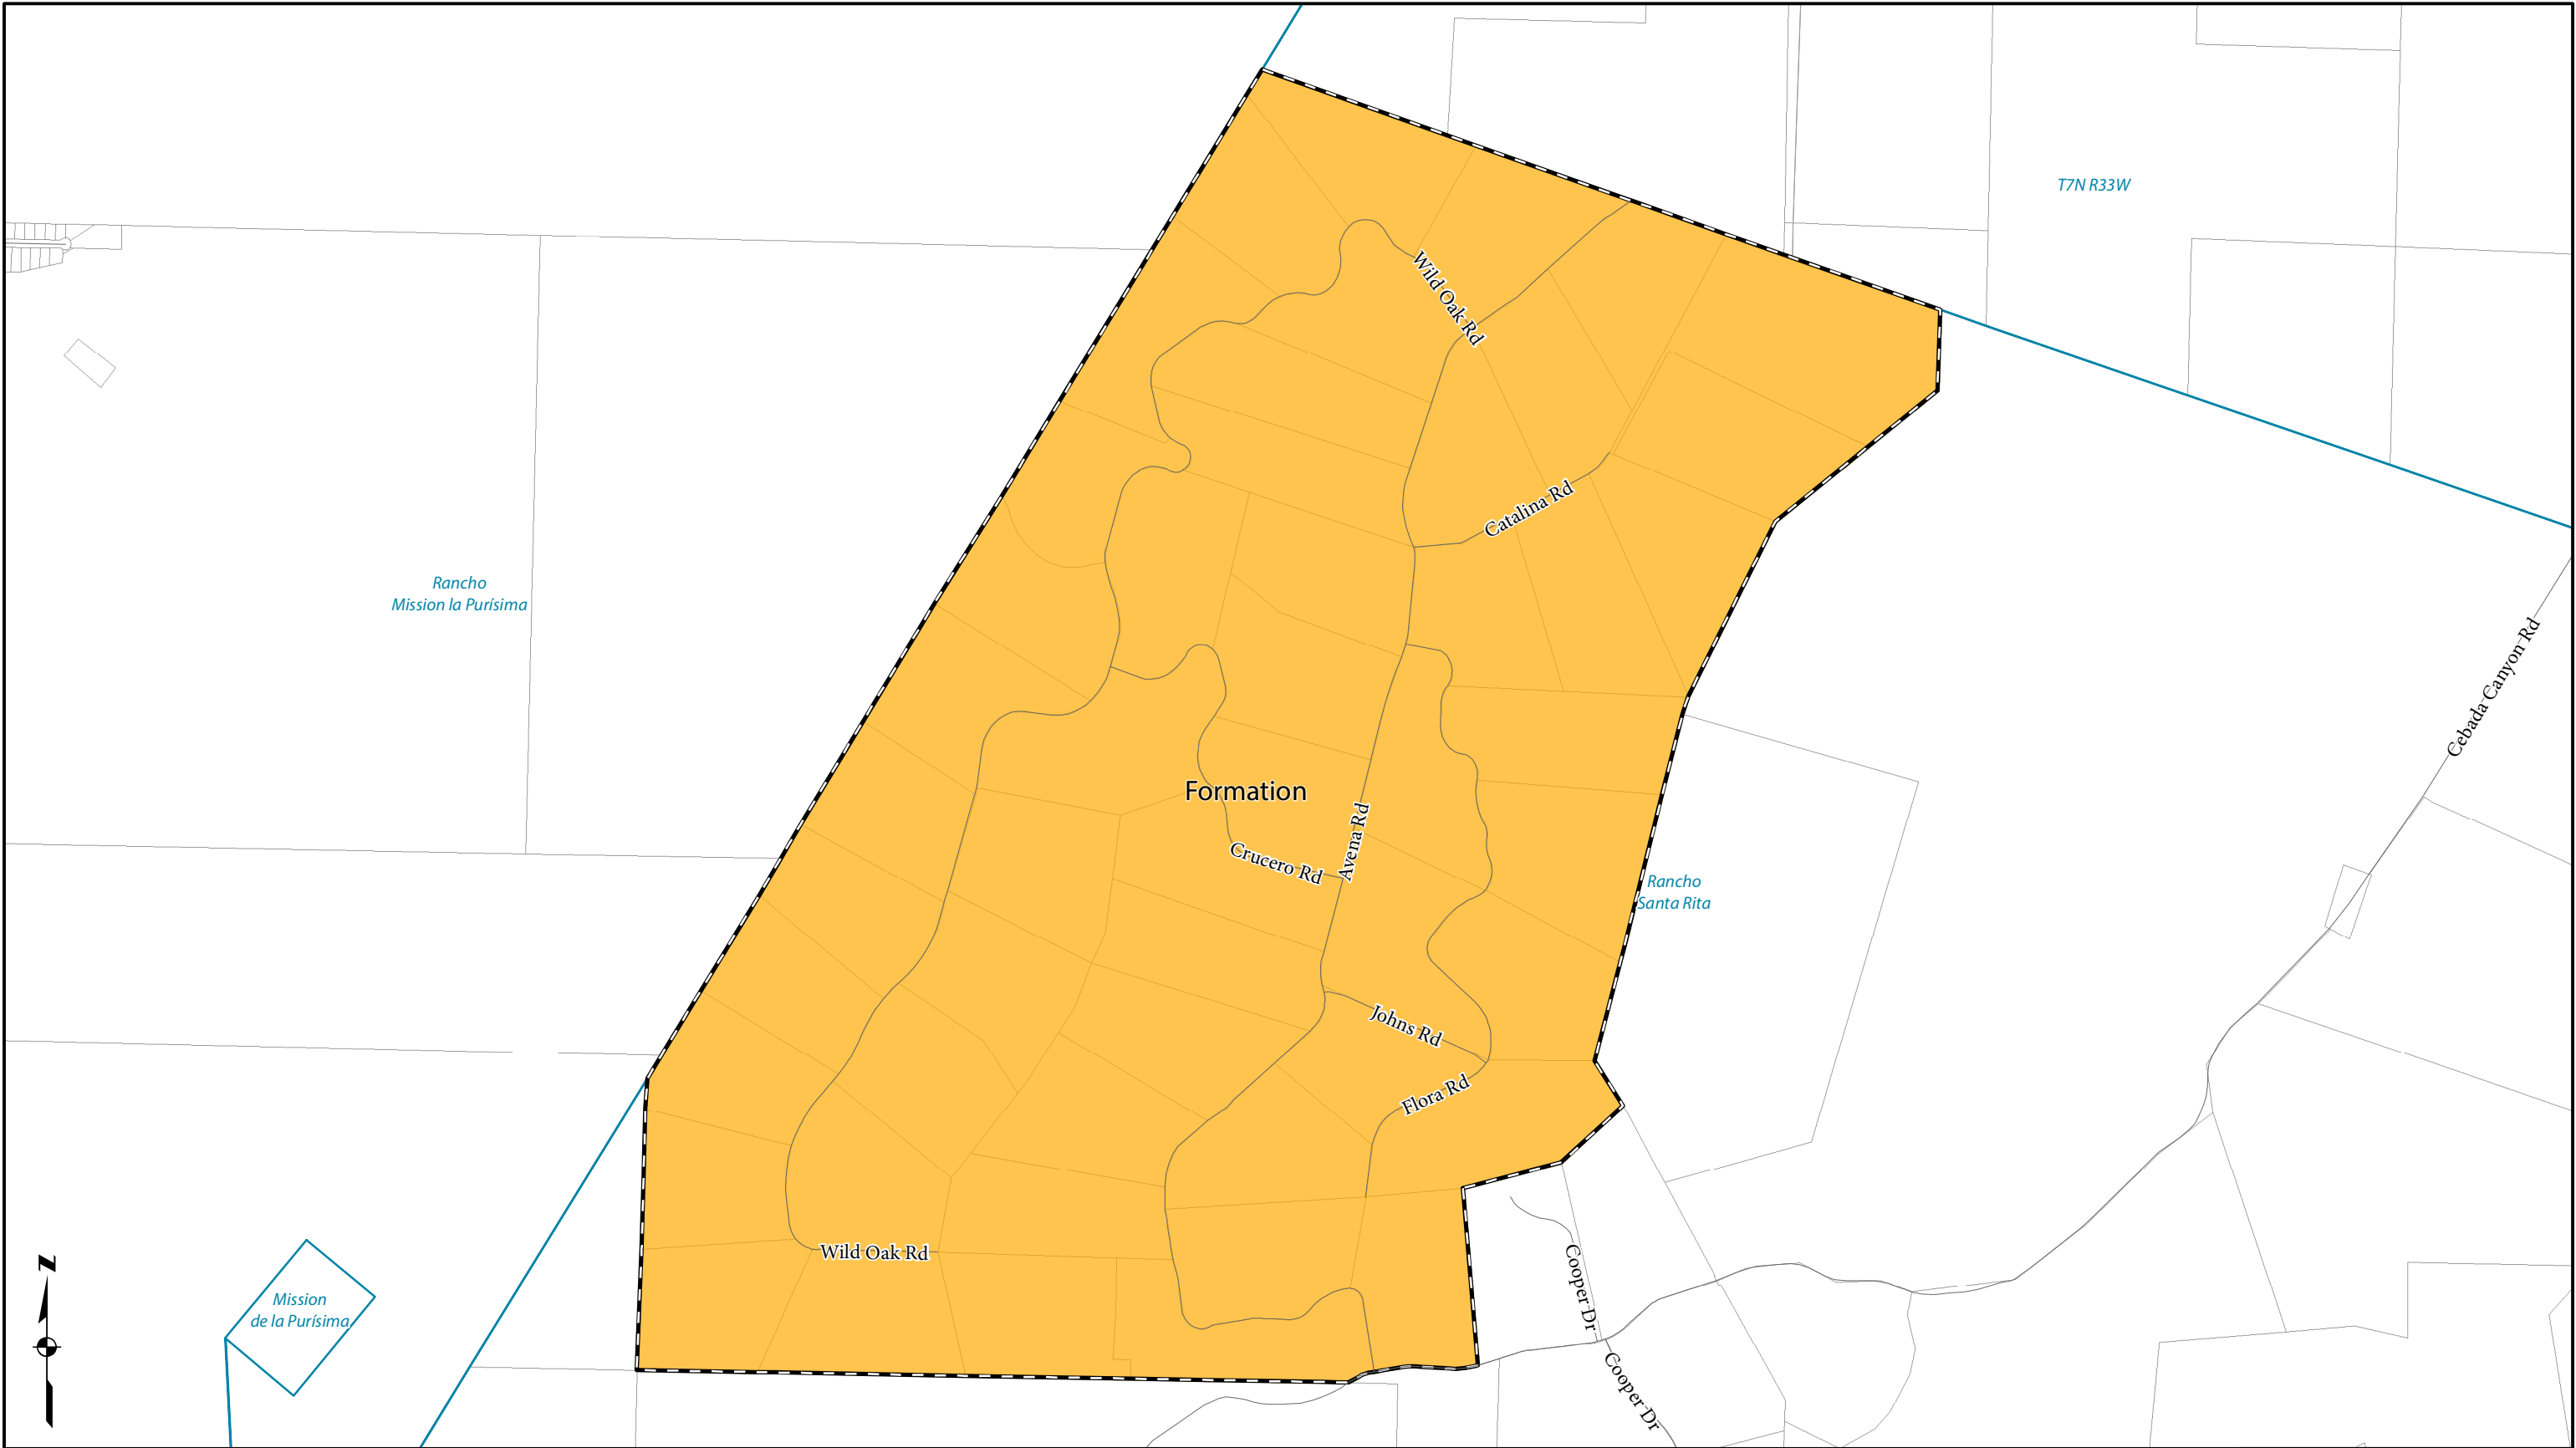 T7N R33W
Wild Oak Rd
Catalina Rd
Rancho
Mission la Purísima
Cebada Canyon Rd
Formation
Avena Rd
Crucero Rd
Rancho
Santa Rita
Johns Rd
Flora Rd
Wild Oak Rd
Cooper Dr
Mission
de la Purísima
Cooper Dr
N